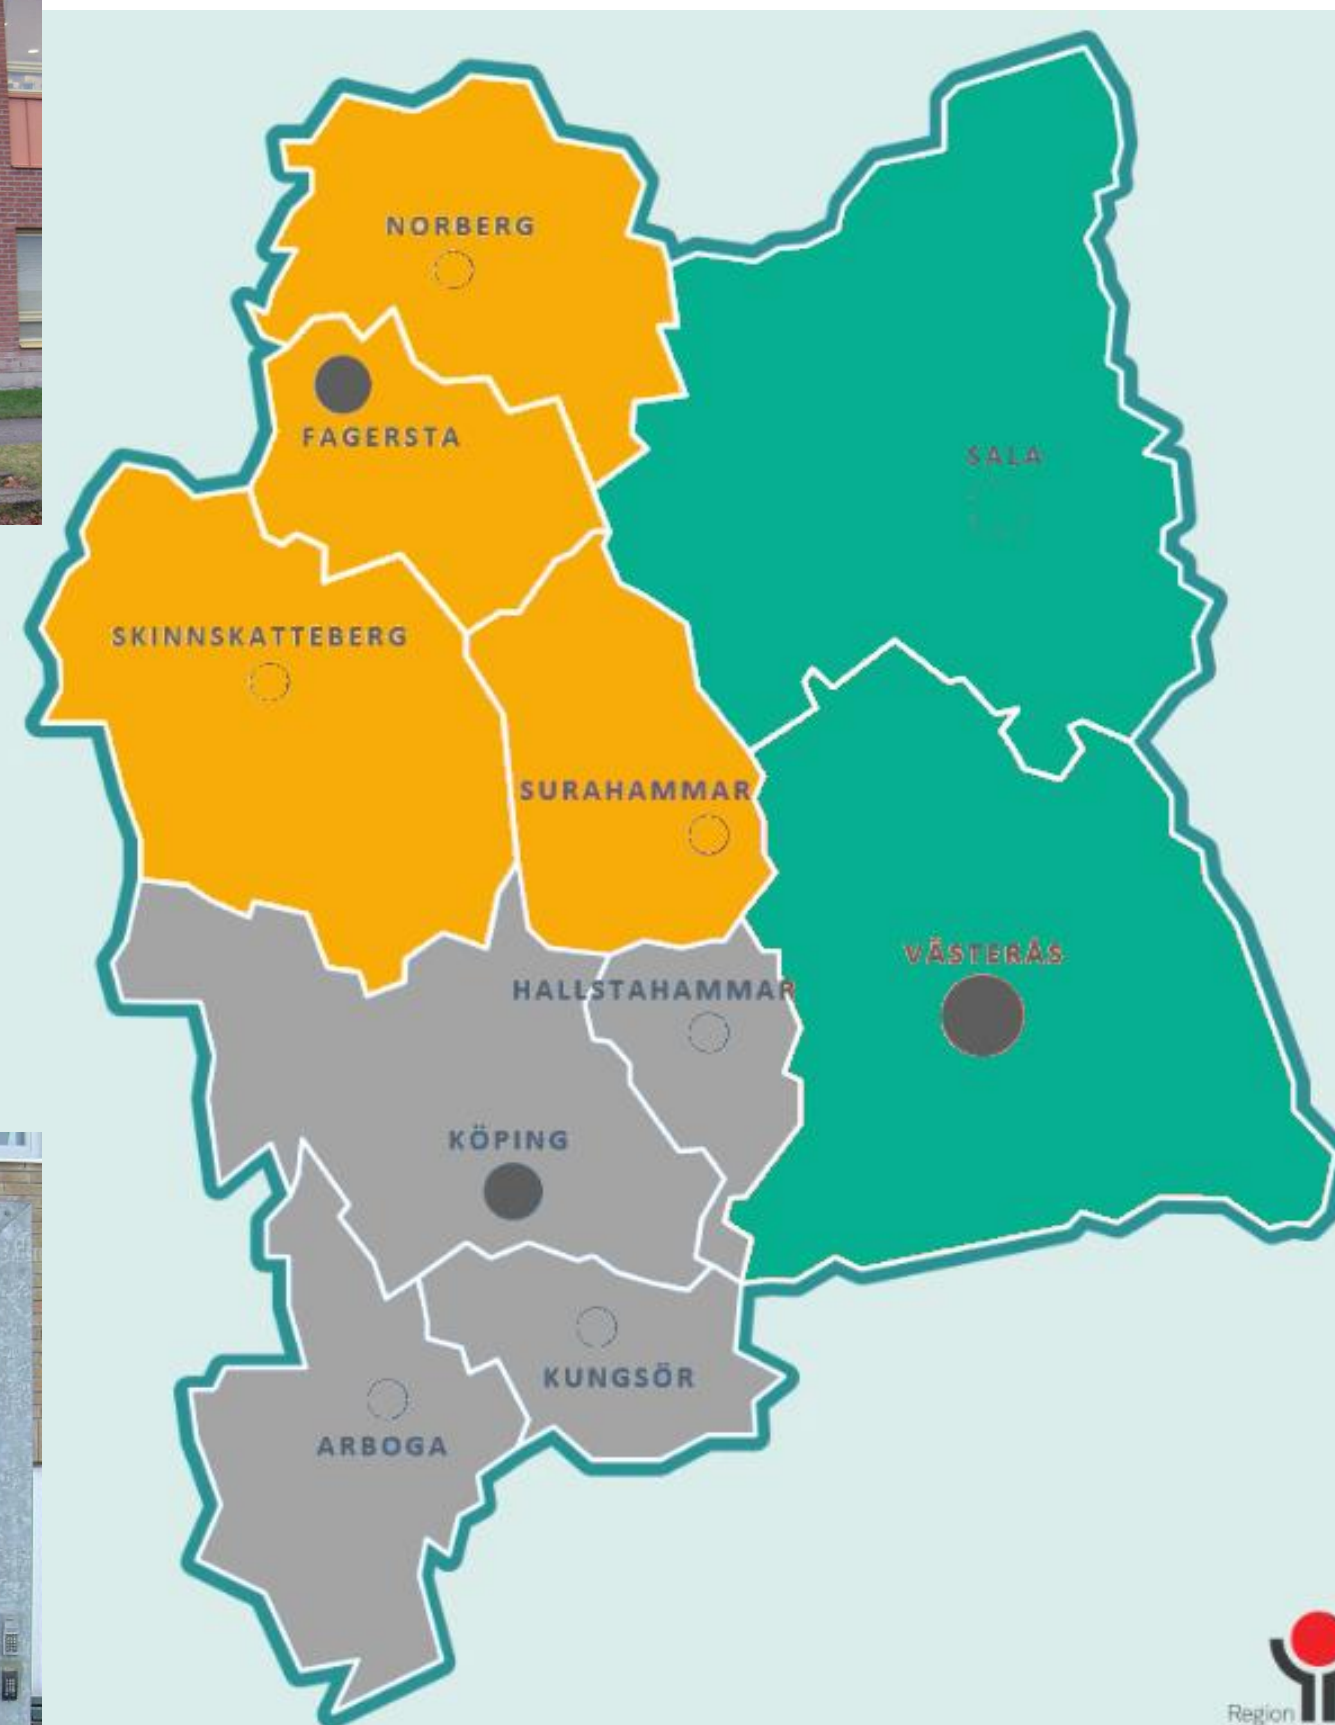 NORBERG
FAGERSTA
SALA
SKINNSKATTEBERG
SURAHAMMAR
VÄSTERÅS
HALLSTAHAMMAR
KÖPING
KUNGSÖR
ARBOGA
Region